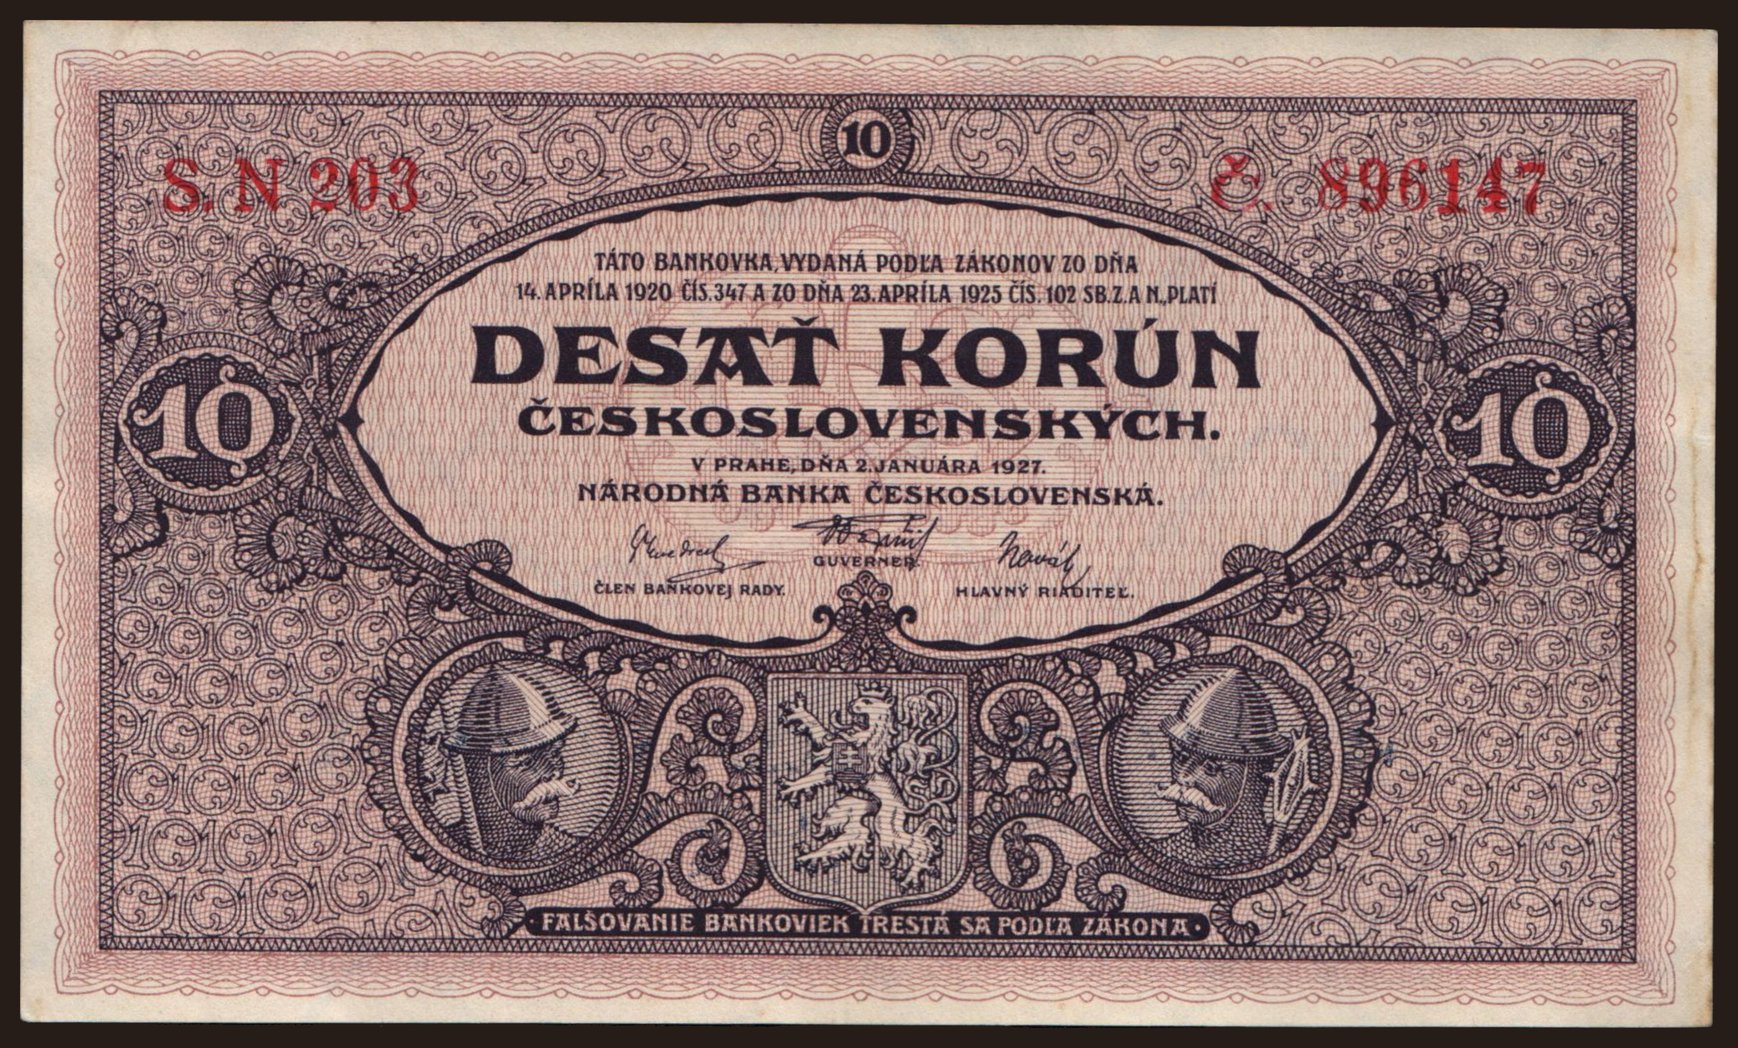 10
S. N 203
Č. 896147
TÁTO BANKOVKA, VYDANÁ PODĽA ZÁKONOV ZO DŇA
14. APRÍLA 1920 ČÍS. 347 A ZO DŇA 23. APRÍLA 1925 ČÍS. 102 SB. Z. A N., PLATÍ
DESAŤ KORÚN
ČESKOSLOVENSKÝCH.
10
10
V PRAHE, DŇA 2. JANUÁRA 1927.
NÁRODNÁ BANKA ČESKOSLOVENSKÁ.
Novák
GUVERNER.
ČLEN BAŇKOVEJ RADY.
HLAVNÝ RIADITEĽ.
FALŠOVANIE BANKOVIEK TRESTÁ SA PODĽA ZÁKONA